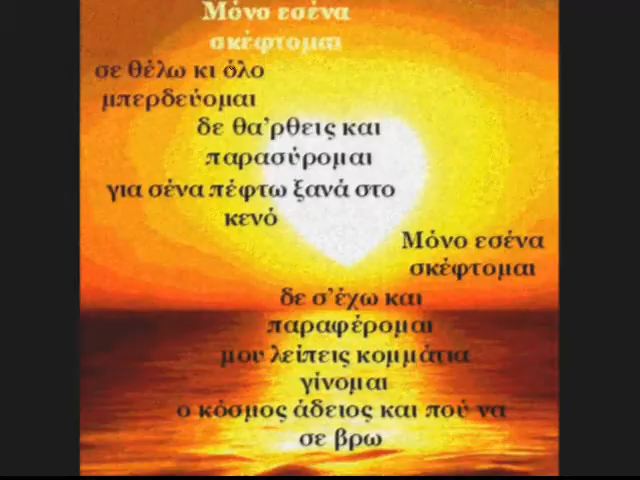 Μόνο εσένα
σκέφτομαι
σε θέλω κι όλο
μπερδεύομαι
δε θα'ρθεις και
παρασύρομαι
για σένα πέφτω ξανά στο
κενό
Μόνο εσένα
σκέφτομαι
δε σ'έχω και
παραφέρομαι
μου λείπεις κομμάτια
γίνομαι
ο κόσμος άδειος και πού να
σε βρω